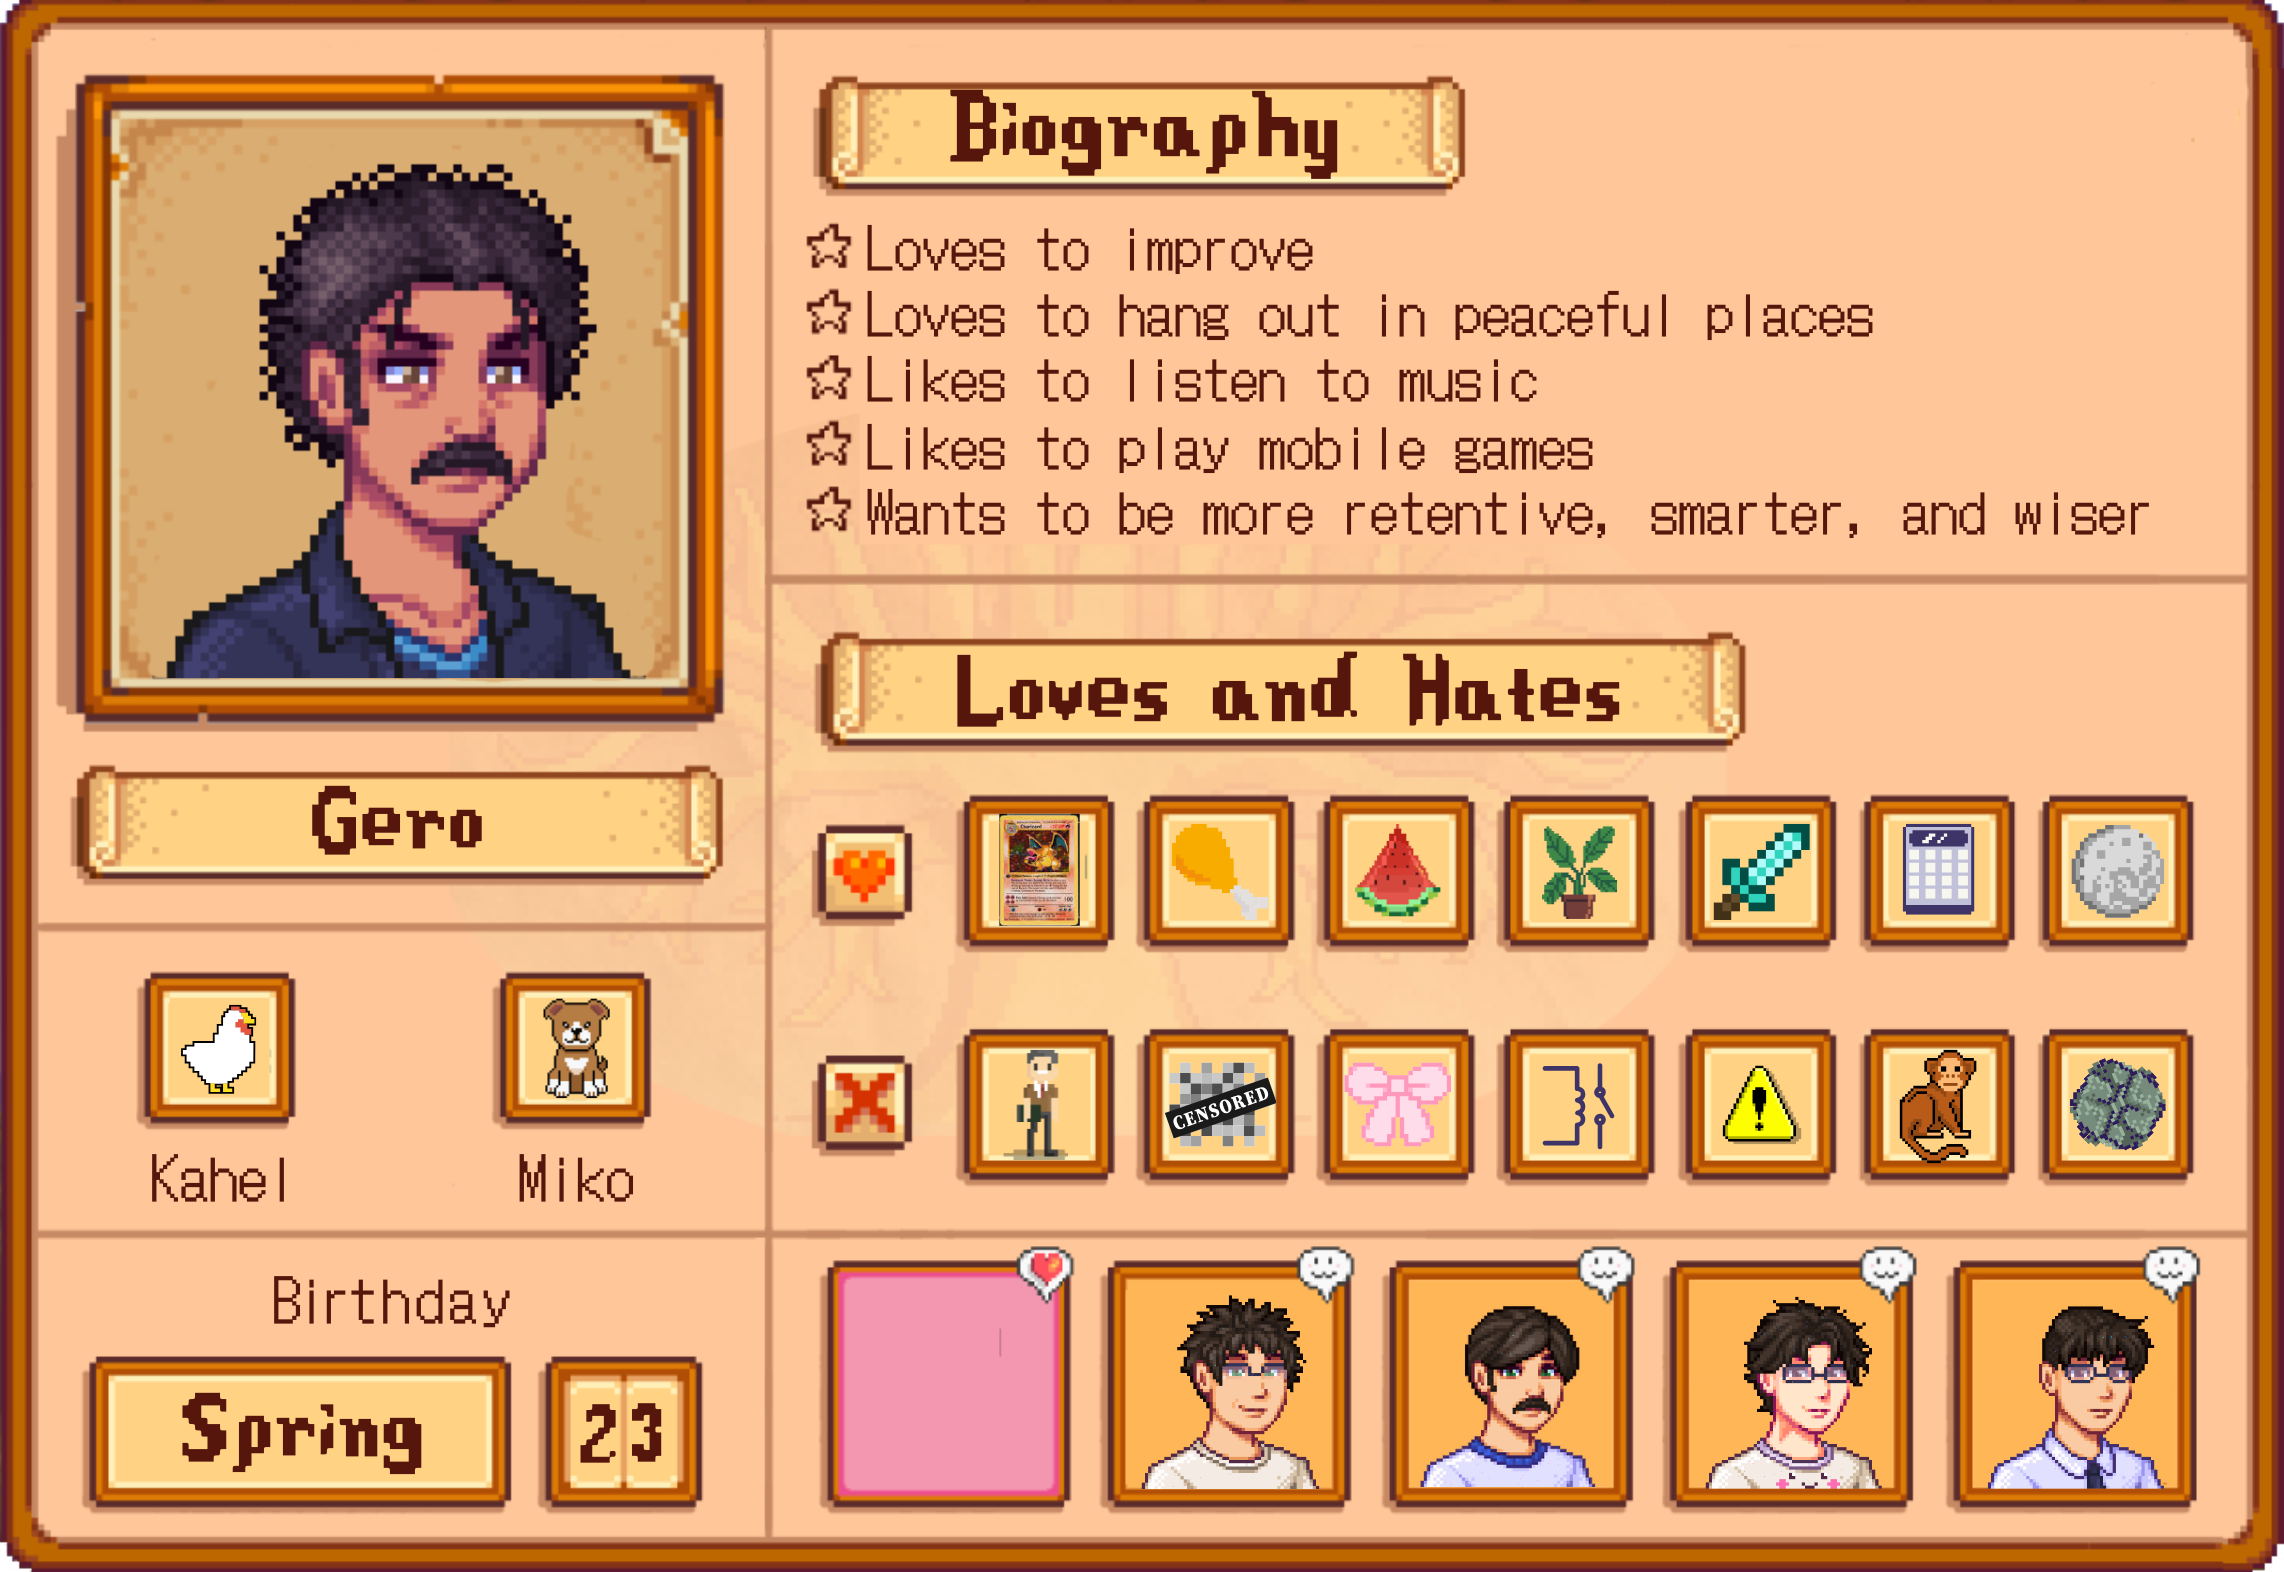 Biography
Loves to improve
Loves to hang out in peaceful places
Likes to listen to music
Likes to play mobile games
Wants to be more retentive, smarter, and wiser
Loves and Hates
Gero
CENSORED
Kahel
Miko
Birthday
Spring
23